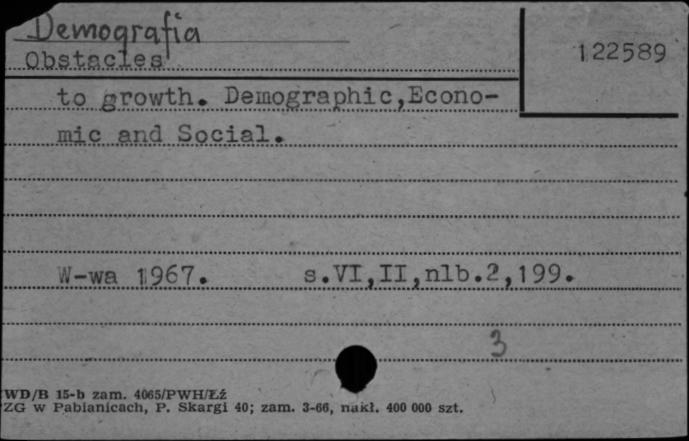 Demografia
122589
Obstacles
to growth. Demographic,Econo-
mic and Social.
W-wa 1967. s.VI,II,nlb.2,199.
3
WD/B 15-b zam. 4065/PWH/Łź
ZG w Pabianicach, P. Skargi 40; zam. 3-66, nakł. 400 000 szt.